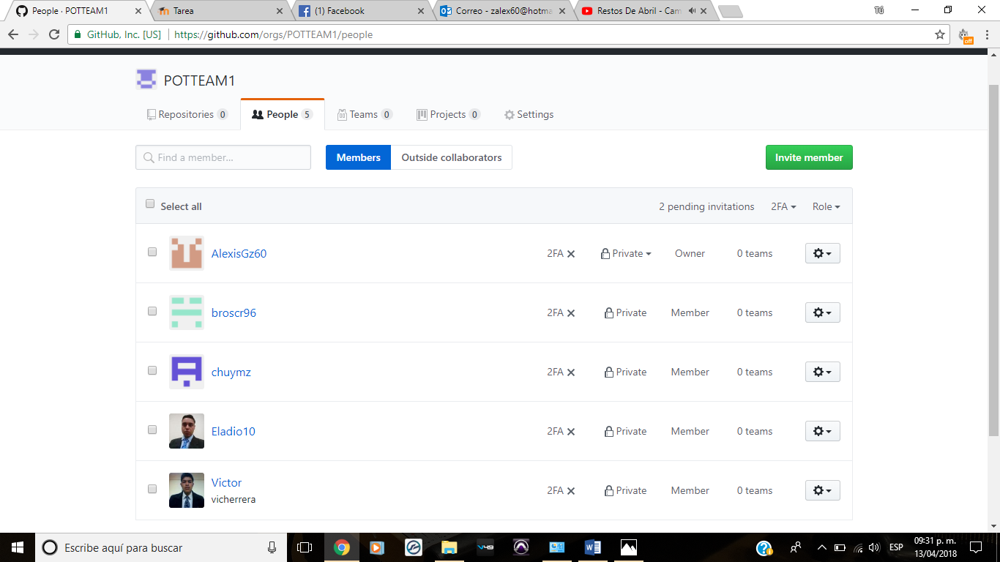 People · POTTEAM1
Tarea
(1) Facebook
Correo - zalex60@hotma
Restos De Abril - Cam
Tú
GitHub, Inc. [US] https://github.com/orgs/POTTEAM1/people
off
POTTEAM1
Repositories 0 People 5 Teams 0 Projects 0 Settings
Find a member... Members Outside collaborators Invite member
Select all 2 pending invitations 2FA Role
AlexisGz60 2FA Private Owner 0 teams
broscr96 2FA Private Member 0 teams
chuymz 2FA Private Member 0 teams
Eladio10 2FA Private Member 0 teams
Victor 2FA Private Member 0 teams
vicherrera
Escribe aquí para buscar ESP 09:31 p. m.
13/04/2018